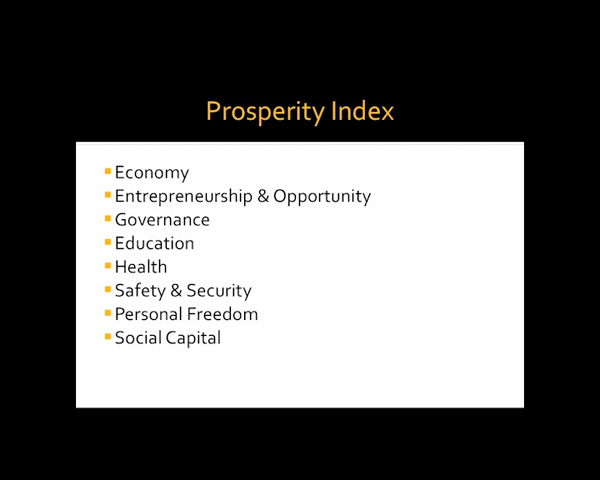 Prosperity Index
Economy
Entrepreneurship & Opportunity
Governance
Education
Health
Safety & Security
Personal Freedom
Social Capital